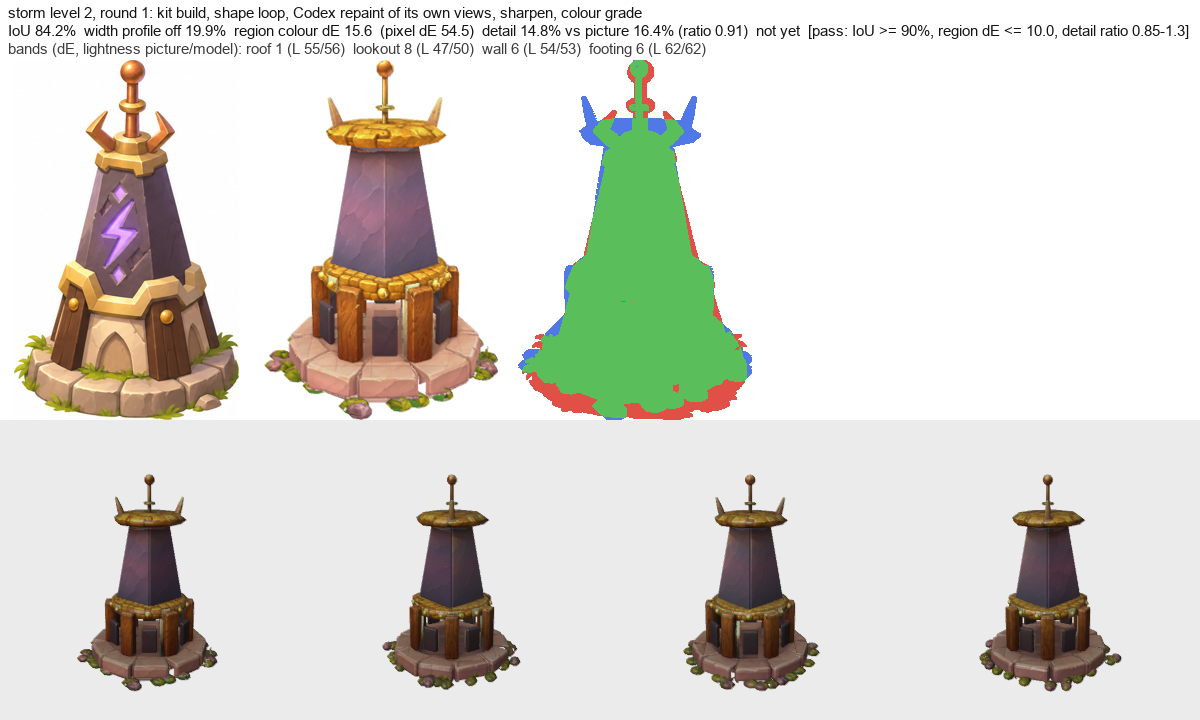 storm level 2, round 1: kit build, shape loop, Codex repaint of its own views, sharpen, colour grade
IoU 84.2%  width profile off 19.9%  region colour dE 15.6  (pixel dE 54.5)  detail 14.8% vs picture 16.4% (ratio 0.91)  not yet  [pass: IoU >= 90%, region dE <= 10.0, detail ratio 0.85-1.3]
bands (dE, lightness picture/model): roof 1 (L 55/56)  lookout 8 (L 47/50)  wall 6 (L 54/53)  footing 6 (L 62/62)